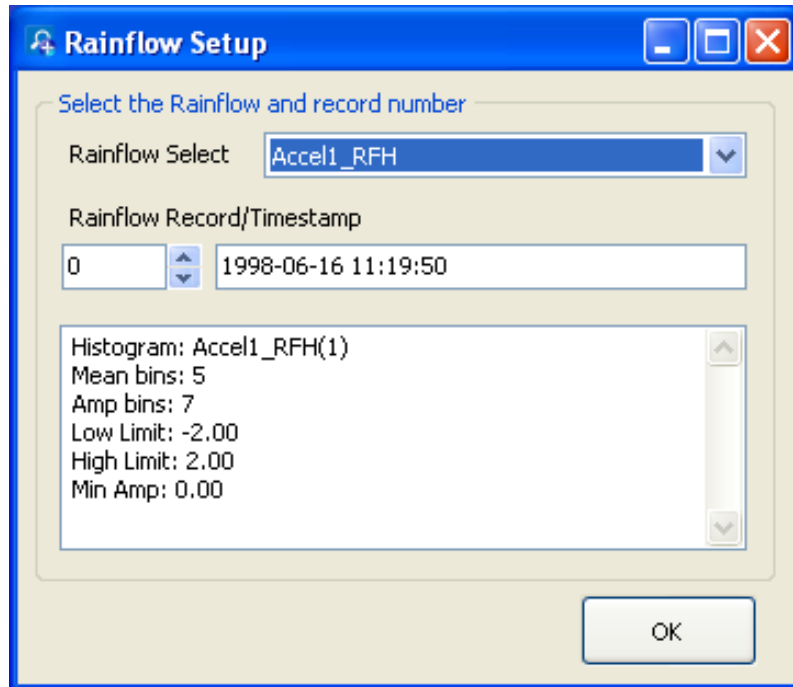 Rainflow Setup
Select the Rainflow and record number
Rainflow Select Accel1_RFH
Rainflow Record/Timestamp
0 1998-06-16 11:19:50
Histogram: Accel1_RFH(1)
Mean bins: 5
Amp bins: 7
Low Limit: -2.00
High Limit: 2.00
Min Amp: 0.00
OK